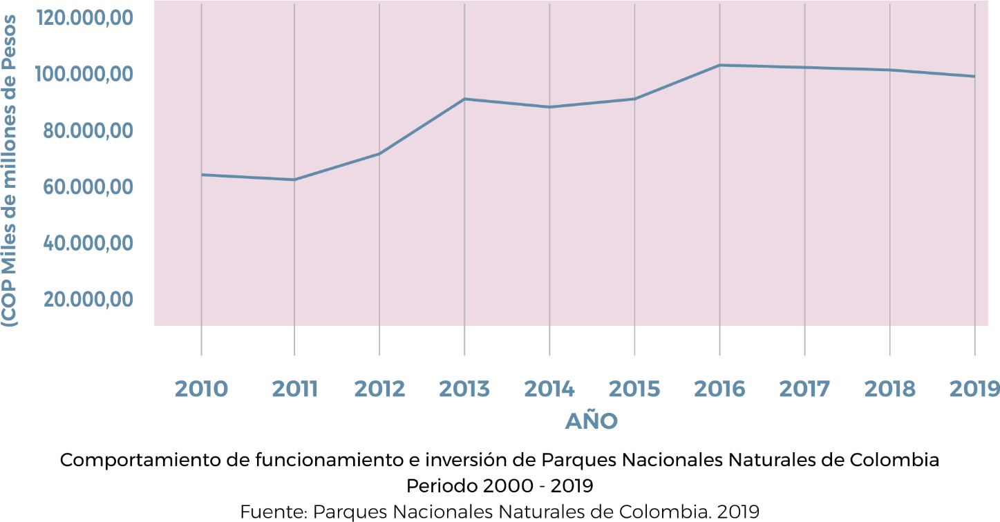 (COP Miles de millones de Pesos
120.000,00
100.000,00
80.000,00
60.000,00
40.000,00
20.000,00
2010 2011 2012 2013 2014 2015 2016 2017 2018 2019
AÑO
Comportamiento de funcionamiento e inversión de Parques Nacionales Naturales de Colombia
Periodo 2000 - 2019
Fuente: Parques Nacionales Naturales de Colombia. 2019